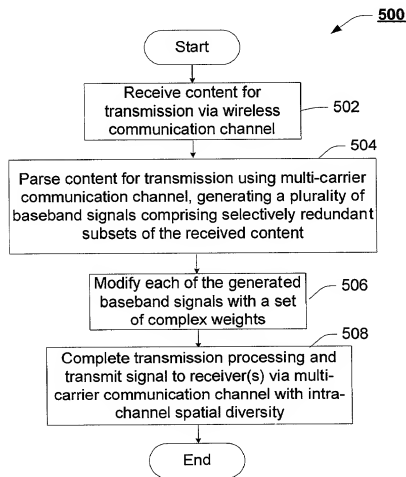 500
Start
Receive content for
transmission via wireless
communication channel
502
504
Parse content for transmission using multi-carrier
communication channel, generating a plurality of
baseband signals comprising selectively redundant
subsets of the received content
Modify each of the generated
baseband signals with a set
of complex weights
506
508
Complete transmission processing and
transmit signal to receiver(s) via multi-
carrier communication channel with intra-
channel spatial diversity
End